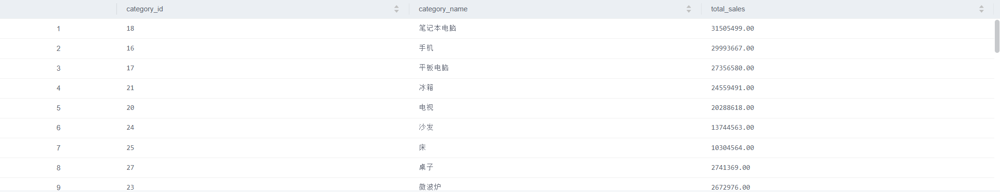 category_id category_name total_sales
1 18 笔记本电脑 31505499.00
2 16 手机 29993667.00
3 17 平板电脑 27356580.00
4 21 冰箱 24559491.00
5 20 电视 20288618.00
6 24 沙发 13744563.00
7 25 床 10304564.00
8 27 桌子 2741369.00
9 23 微波炉 2672976.00